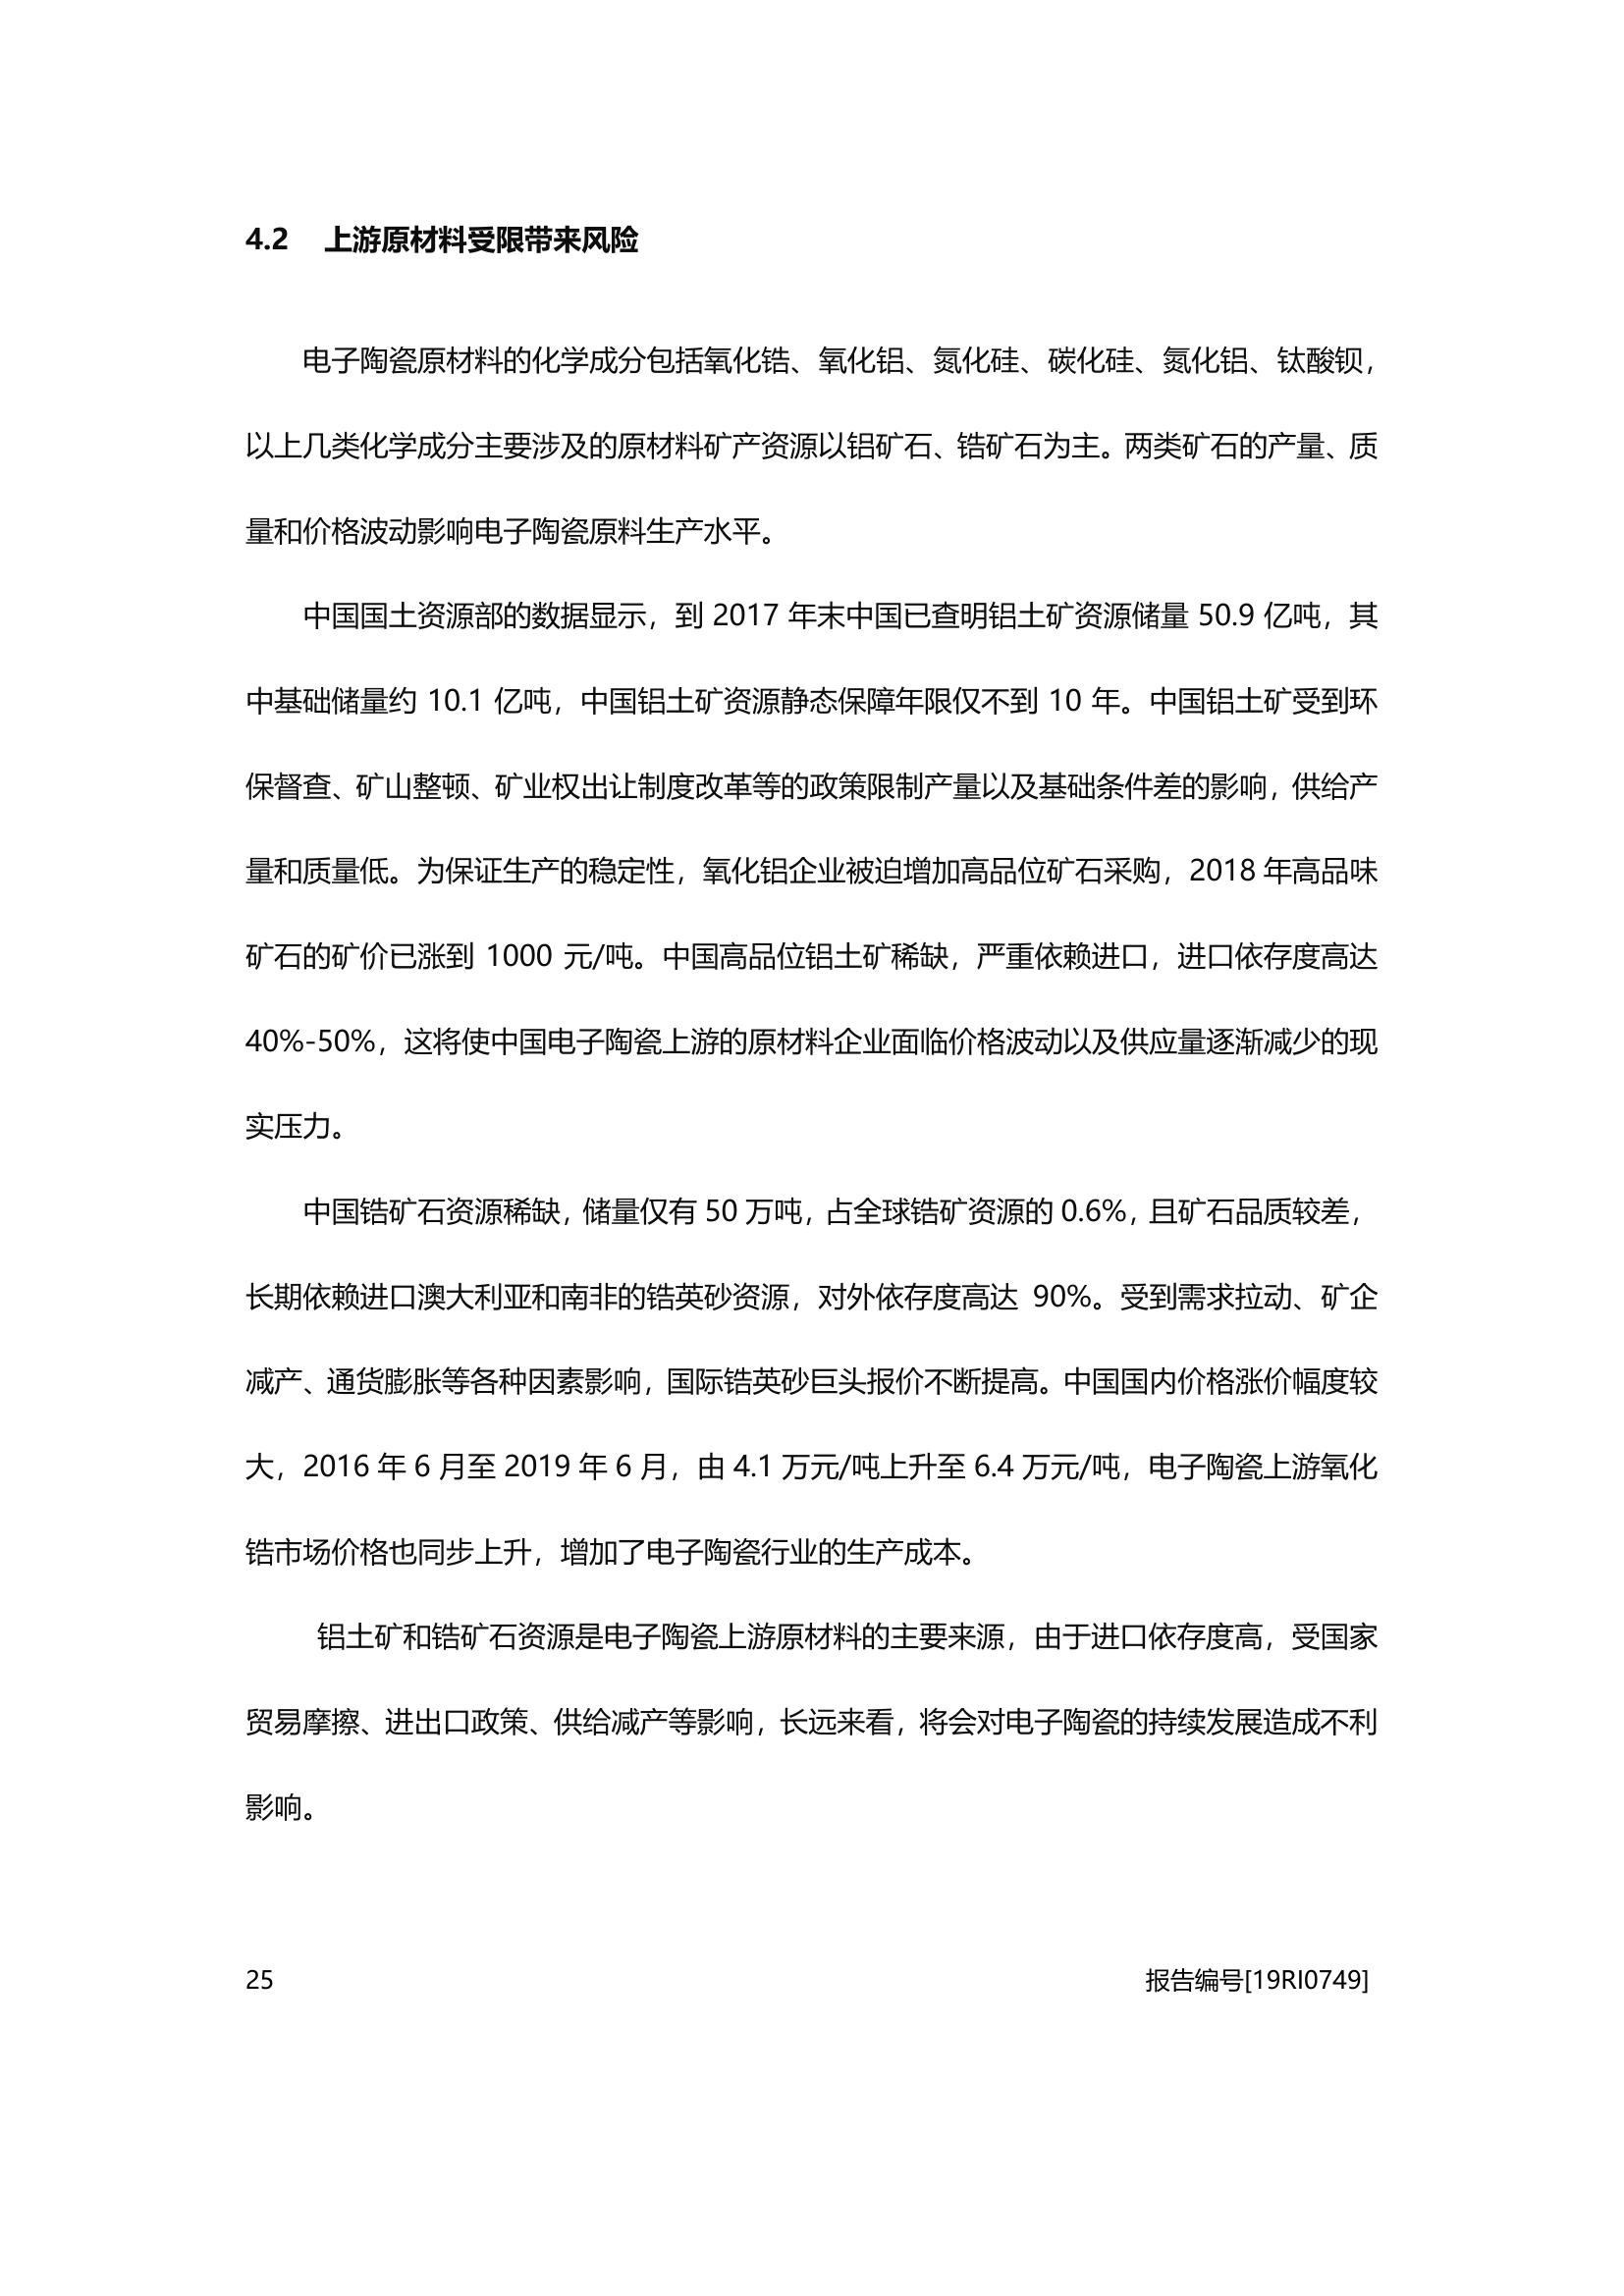 4.2 上游原材料受限带来风险
电子陶瓷原材料的化学成分包括氧化锆、氧化铝、氮化硅、碳化硅、氮化铝、钛酸钡，
以上几类化学成分主要涉及的原材料矿产资源以铝矿石、锆矿石为主。两类矿石的产量、质
量和价格波动影响电子陶瓷原料生产水平。
中国国土资源部的数据显示，到 2017 年末中国已查明铝土矿资源储量 50.9 亿吨，其
中基础储量约 10.1 亿吨，中国铝土矿资源静态保障年限仅不到 10 年。中国铝土矿受到环
保督查、矿山整顿、矿业权出让制度改革等的政策限制产量以及基础条件差的影响，供给产
量和质量低。为保证生产的稳定性，氧化铝企业被迫增加高品位矿石采购，2018 年高品味
矿石的矿价已涨到 1000 元/吨。中国高品位铝土矿稀缺，严重依赖进口，进口依存度高达
40%-50%，这将使中国电子陶瓷上游的原材料企业面临价格波动以及供应量逐渐减少的现
实压力。
中国锆矿石资源稀缺，储量仅有 50 万吨，占全球锆矿资源的 0.6%，且矿石品质较差，
长期依赖进口澳大利亚和南非的锆英砂资源，对外依存度高达 90%。受到需求拉动、矿企
减产、通货膨胀等各种因素影响，国际锆英砂巨头报价不断提高。中国国内价格涨价幅度较
大，2016 年 6 月至 2019 年 6 月，由 4.1 万元/吨上升至 6.4 万元/吨，电子陶瓷上游氧化
锆市场价格也同步上升，增加了电子陶瓷行业的生产成本。
铝土矿和锆矿石资源是电子陶瓷上游原材料的主要来源，由于进口依存度高，受国家
贸易摩擦、进出口政策、供给减产等影响，长远来看，将会对电子陶瓷的持续发展造成不利
影响。
25 报告编号[19RI0749]